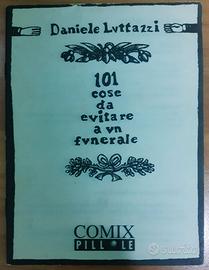 Daniele Lvttazzi
101
cose
da
evitare
a vn
fvnerale
COMIX
PILLOLE